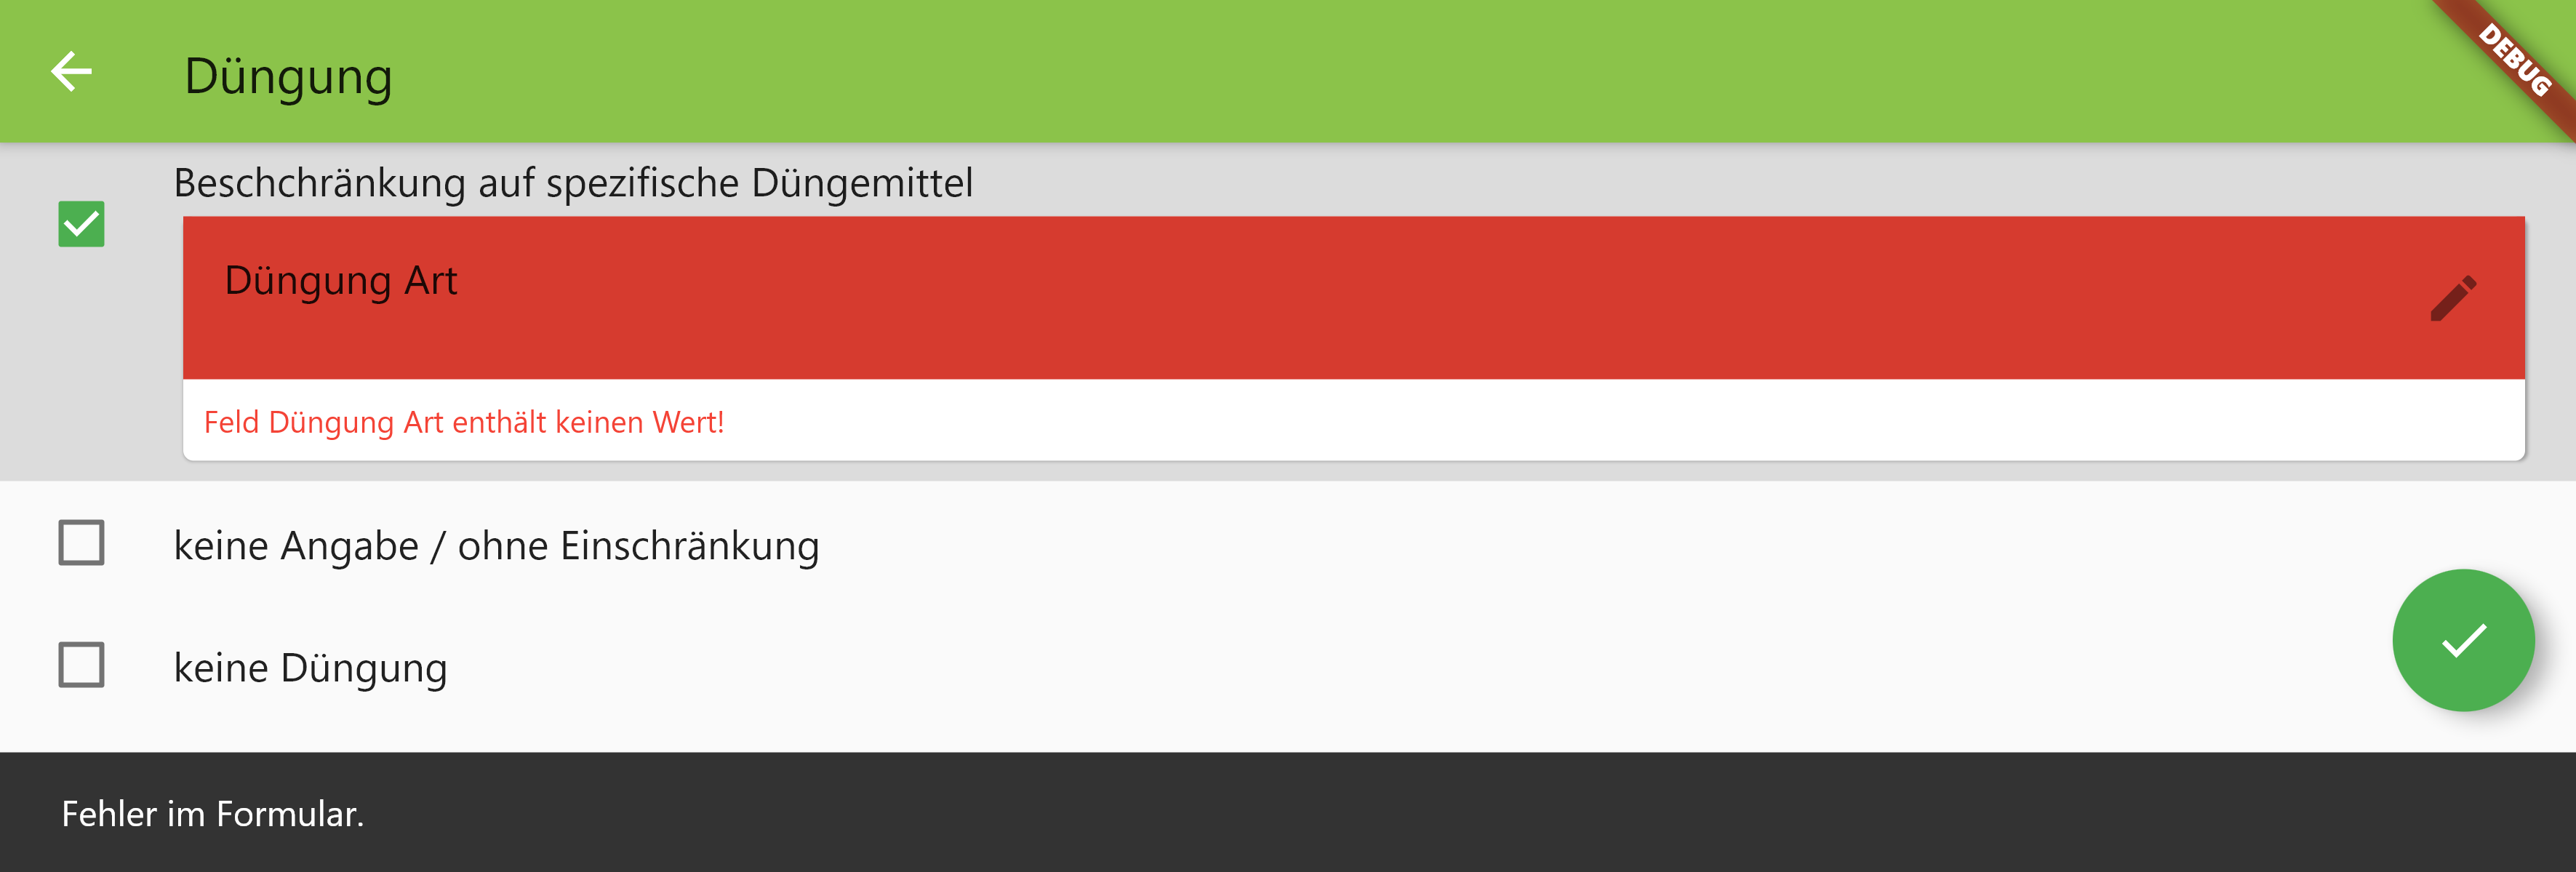 Düngung
DEBUG
Beschchränkung auf spezifische Düngemittel
Düngung Art
Feld Düngung Art enthält keinen Wert!
keine Angabe / ohne Einschränkung
keine Düngung
Fehler im Formular.